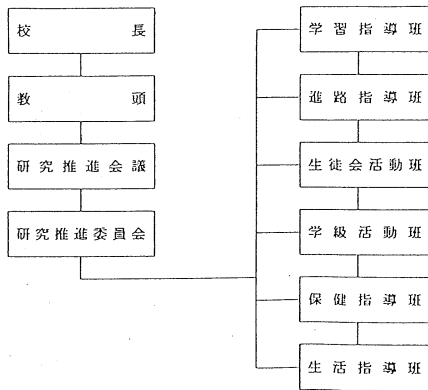 校長
教頭
研究推進会議
研究推進委員会
学習指導班
進路指導班
生徒会活動班
学級活動班
保健指導班
生活指導班